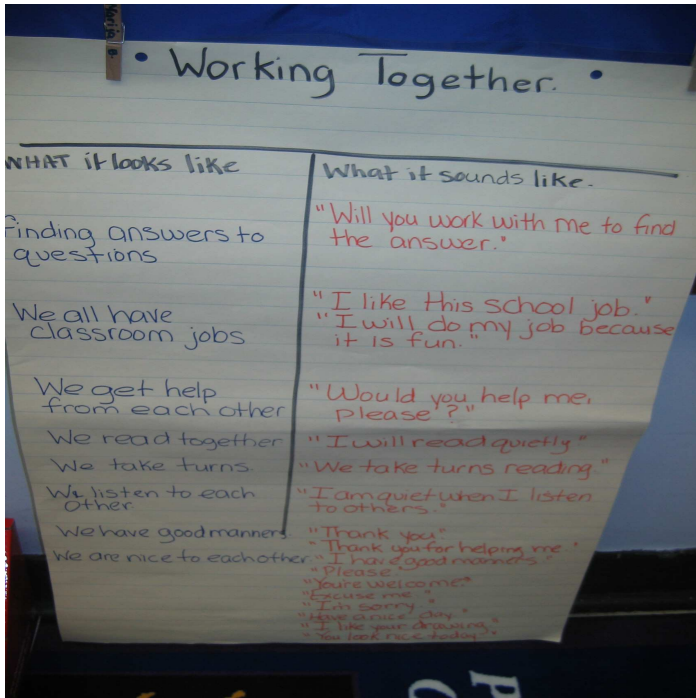 • Working Together. •
WHAT it looks like
Finding answers to
questions
We all have
classroom jobs
We get help
from each other
We read together
We take turns
We listen to each
other
We have good manners.
We are nice to each other.
What it sounds like.
"Will you work with me to find
the answer."
"I like this school job."
"I will do my job because
it is fun."
"Would you help me,
please?"
"I will read quietly"
"We take turns reading."
"I am quiet when I listen
to others."
"Thank you"
"Thank you for helping me."
"I have good manners."
"Please."
"You're welcome."
"Excuse me."
"I'm sorry."
"Have a nice day."
"I like your drawing."
"You look nice today."